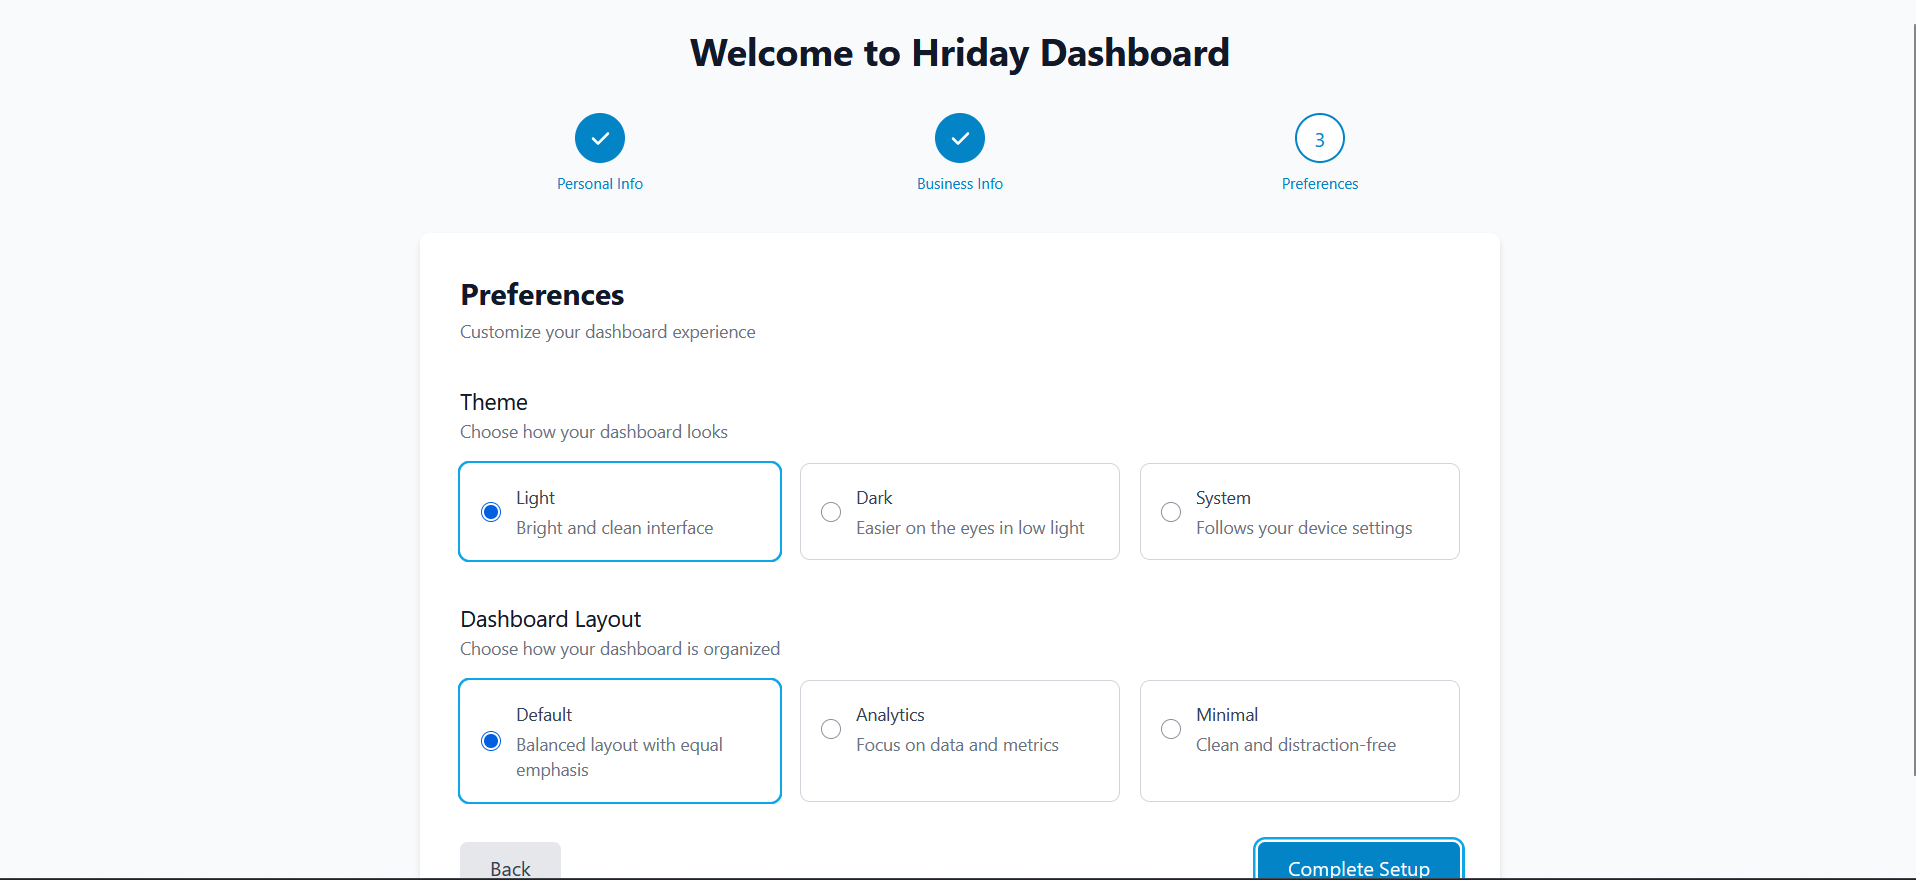 Welcome to Hriday Dashboard
3
Personal Info
Business Info
Preferences
Preferences
Customize your dashboard experience
Theme
Choose how your dashboard looks
Light
Bright and clean interface
Dark
Easier on the eyes in low light
System
Follows your device settings
Dashboard Layout
Choose how your dashboard is organized
Default
Balanced layout with equal
emphasis
Analytics
Focus on data and metrics
Minimal
Clean and distraction-free
Back
Complete Setup